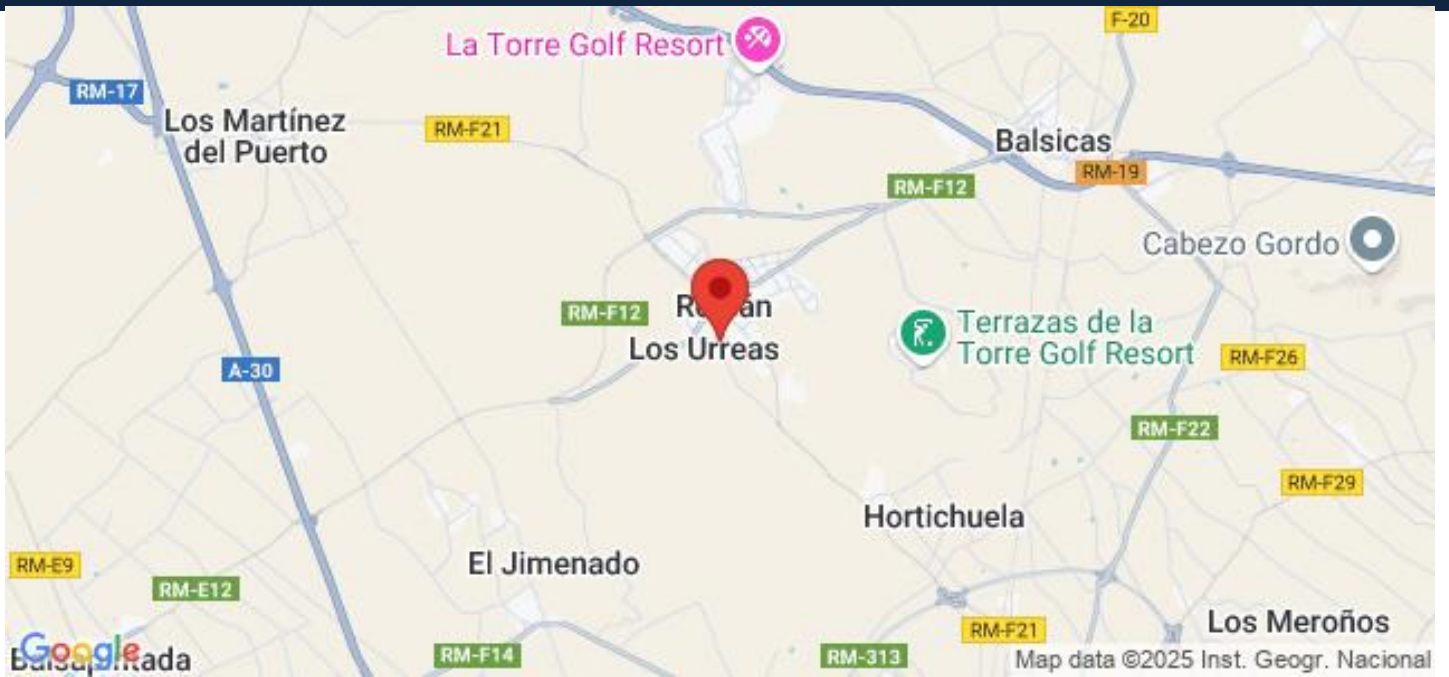 F-20
La Torre Golf Resort
RM-17
Los Martínez
del Puerto
RM-F21
Balsicas
RM-19
RM-F12
Cabezo Gordo
RM-F12
Los Urreas
Terrazas de la
Torre Golf Resort
RM-F26
A-30
RM-F22
RM-F29
Hortichuela
El Jimenado
RM-E9
RM-E12
Los Meroños
RM-F21
RM-F14
RM-313
Google
Map data ©2025 Inst. Geogr. Nacional